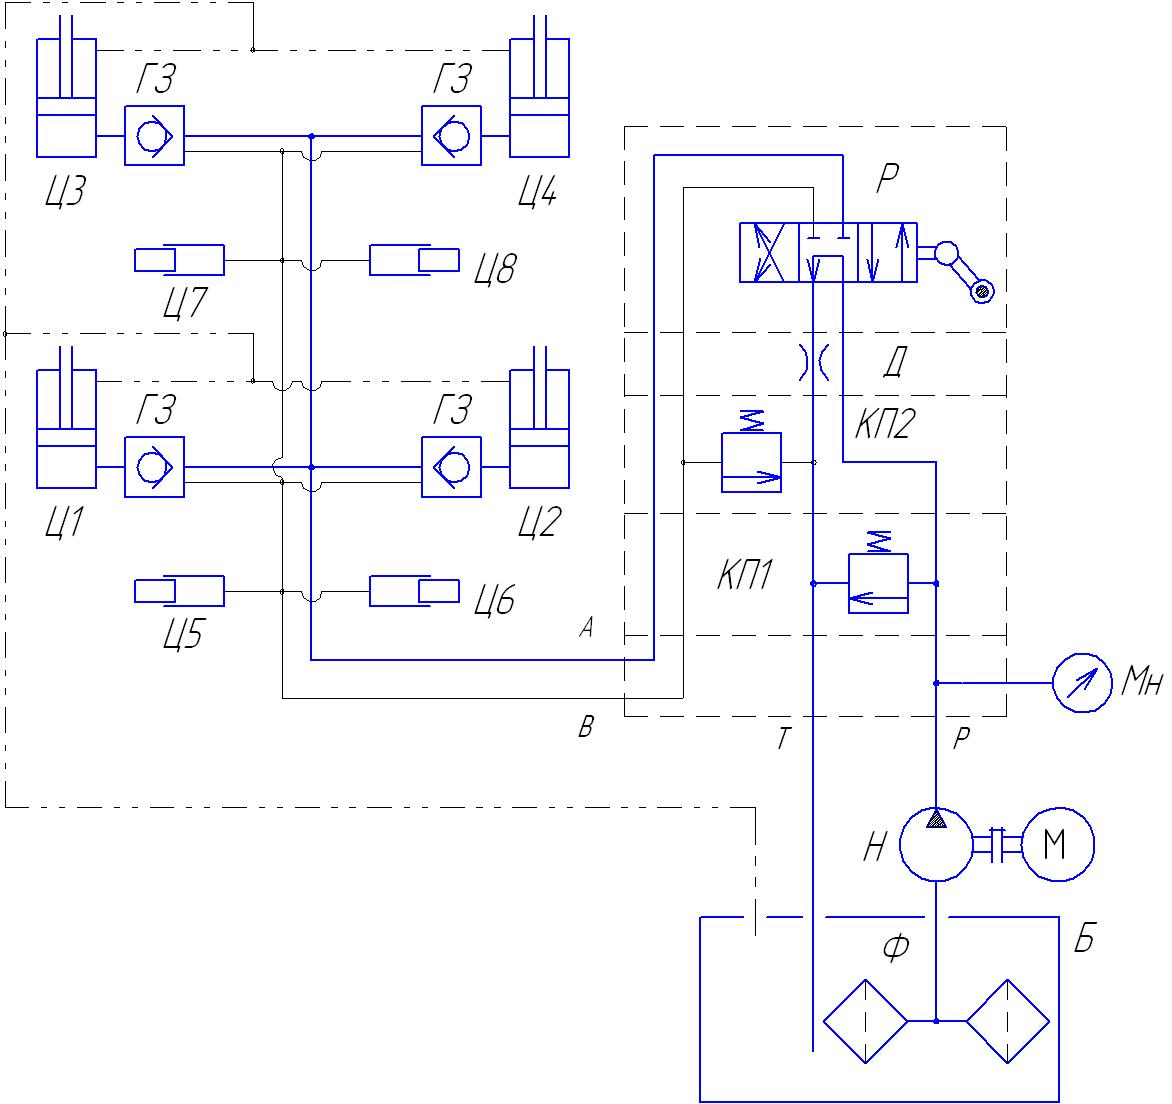 ГЗ ГЗ
Р
Ц3 Ц4
Ц7 Ц8
Д
ГЗ ГЗ
КП2
Ц1 Ц2
КП1
Ц5 Ц6
А
Мн
В Т Р
Н М
Ф Б